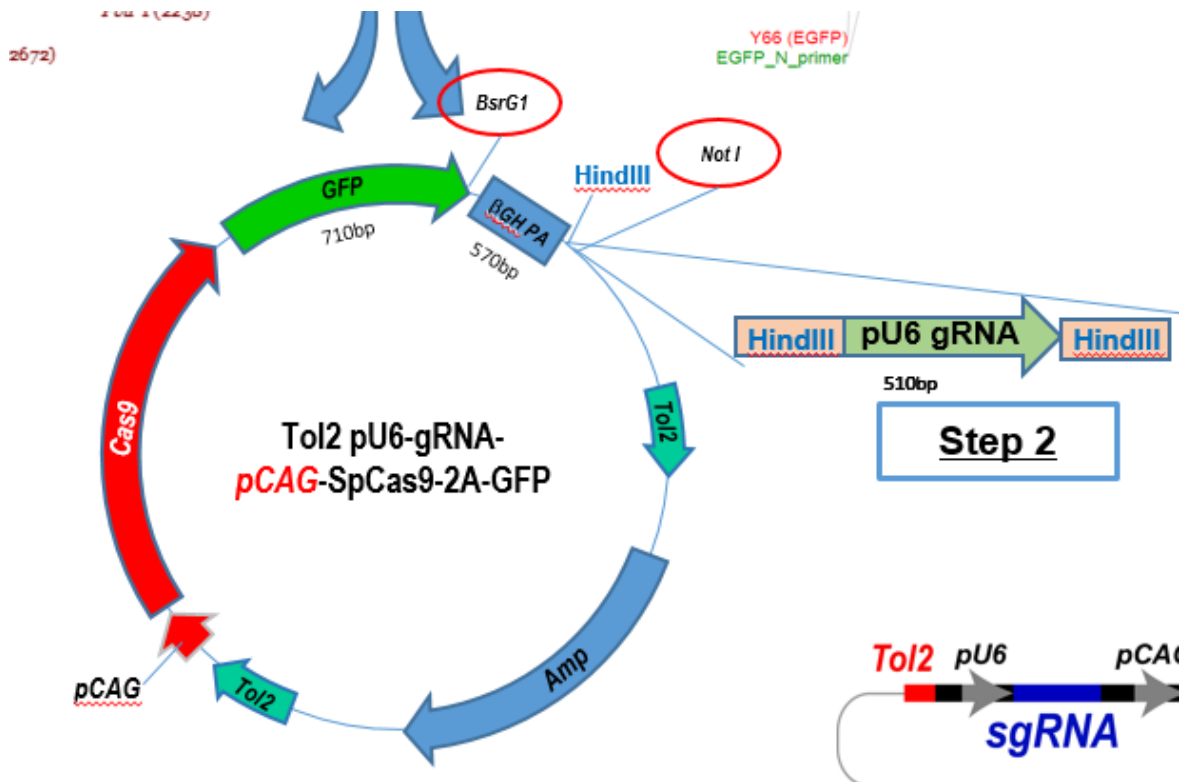 2672)
Y66 (EGFP)
EGFP_N_primer
BsrG1
Not I
HindIII
GFP
710bp
βGH PA
570bp
HindIII
pU6 gRNA
HindIII
510bp
Step 2
Cas9
Tol2
Tol2 pU6-gRNA-
pCAG-SpCas9-2A-GFP
Amp
Tol2
pCAG
Tol2
pU6
pCAG
sgRNA